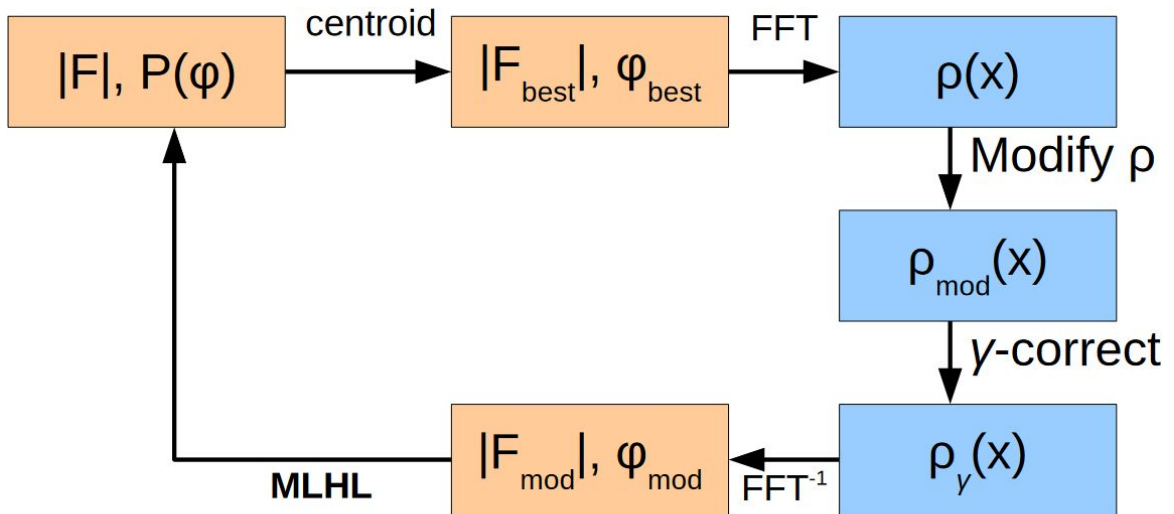 centroid
FFT
|F|, P(φ)
|F_best|, φ_best
ρ(x)
Modify ρ
ρ_mod(x)
γ-correct
|F_mod|, φ_mod
ρ_γ(x)
MLHL
FFT⁻¹